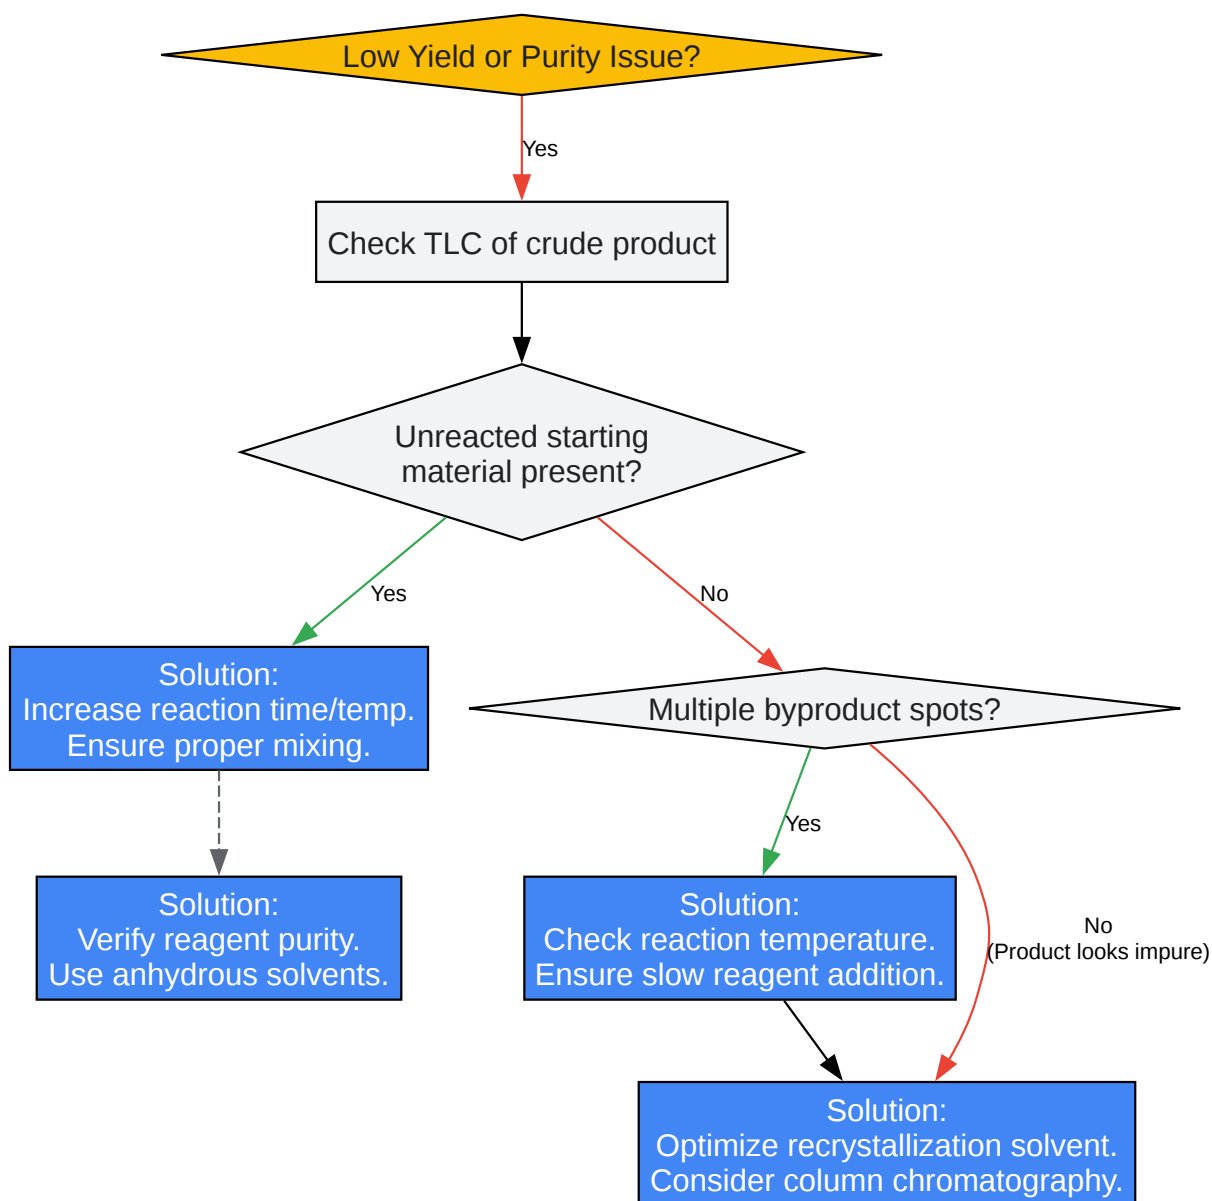 Low Yield or Purity Issue?
Yes
Check TLC of crude product
Unreacted starting
material present?
Yes
No
Solution:
Increase reaction time/temp.
Ensure proper mixing.
Multiple byproduct spots?
Yes
Solution:
Verify reagent purity.
Use anhydrous solvents.
Solution:
Check reaction temperature.
Ensure slow reagent addition.
No
(Product looks impure)
Solution:
Optimize recrystallization solvent.
Consider column chromatography.